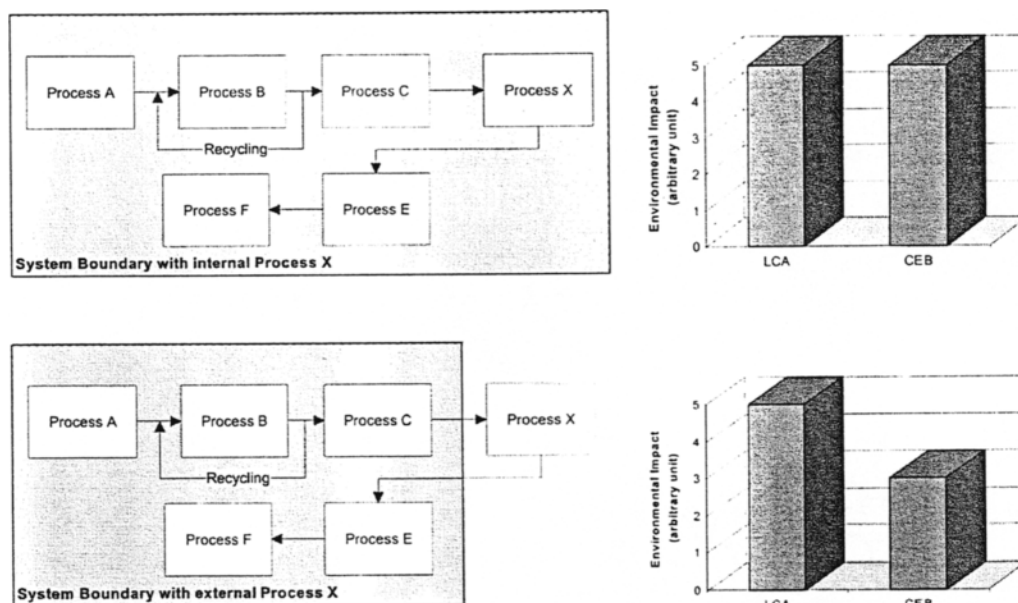 Process A
Process B
Process C
Process X
Recycling
Process F
Process E
System Boundary with internal Process X
Environmental Impact
(arbitrary unit)
5
4
3
2
1
0
LCA
CEB
Process A
Process B
Process C
Process X
Recycling
Process F
Process E
System Boundary with external Process X
Environmental Impact
(arbitrary unit)
5
4
3
2
1
0
LCA
CEB